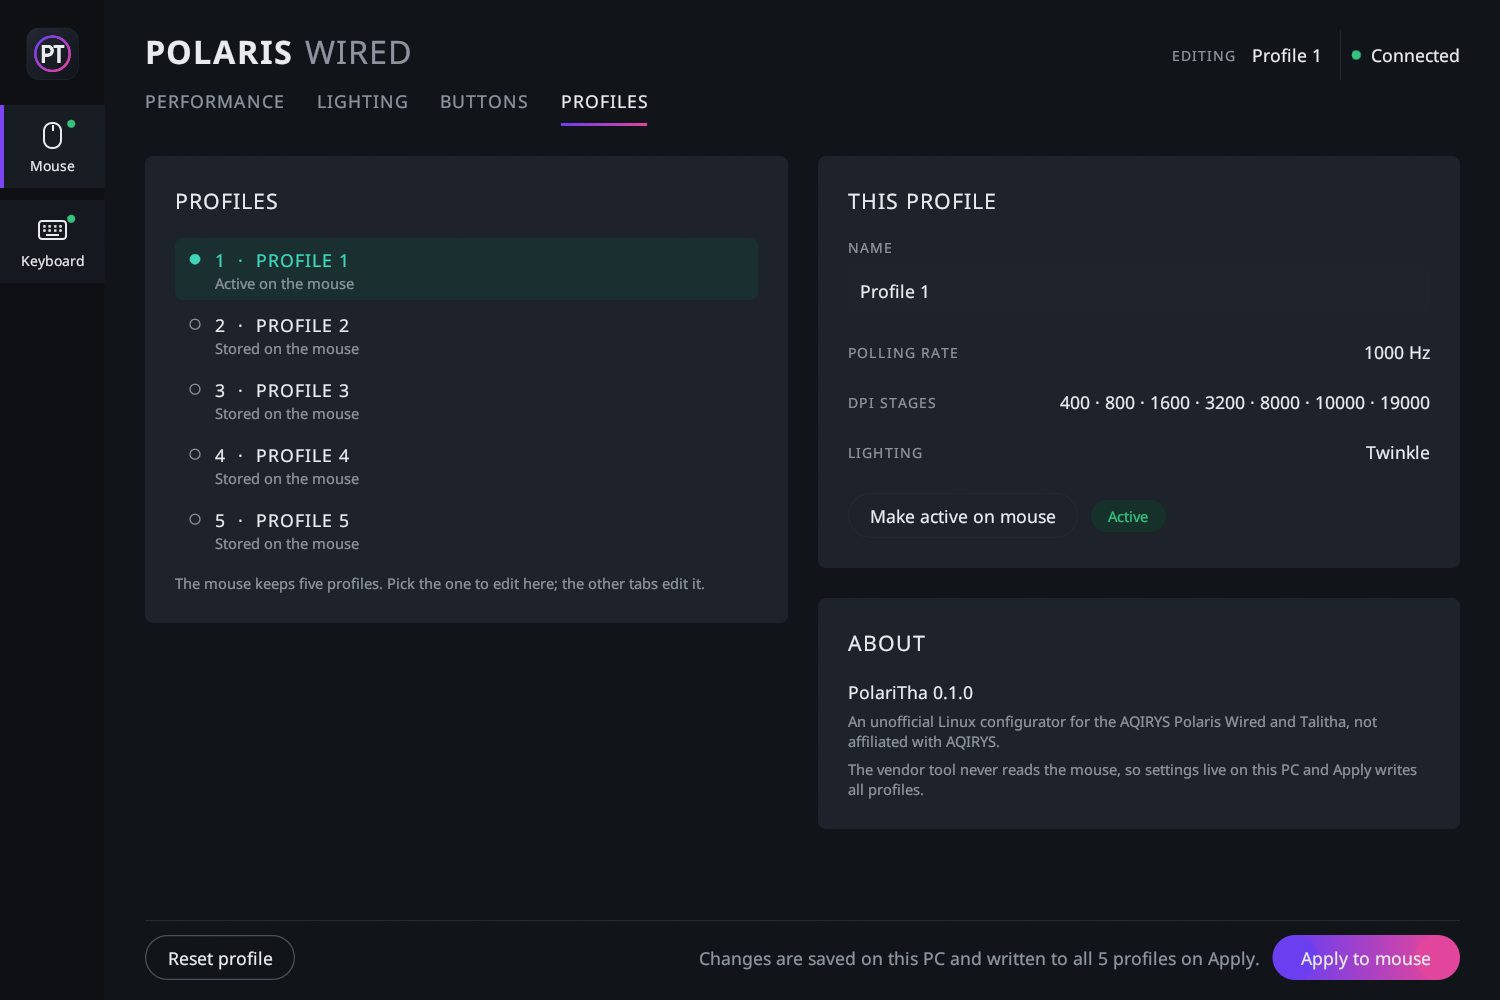 PT
Mouse
Keyboard
POLARIS WIRED
EDITING Profile 1
Connected
PERFORMANCE LIGHTING BUTTONS PROFILES
PROFILES
1 · PROFILE 1
Active on the mouse
2 · PROFILE 2
Stored on the mouse
3 · PROFILE 3
Stored on the mouse
4 · PROFILE 4
Stored on the mouse
5 · PROFILE 5
Stored on the mouse
The mouse keeps five profiles. Pick the one to edit here; the other tabs edit it.
THIS PROFILE
NAME
Profile 1
POLLING RATE 1000 Hz
DPI STAGES 400 · 800 · 1600 · 3200 · 8000 · 10000 · 19000
LIGHTING Twinkle
Make active on mouse Active
ABOUT
PolariTha 0.1.0
An unofficial Linux configurator for the AQIRYS Polaris Wired and Talitha, not
affiliated with AQIRYS.
The vendor tool never reads the mouse, so settings live on this PC and Apply writes
all profiles.
Reset profile
Changes are saved on this PC and written to all 5 profiles on Apply.
Apply to mouse